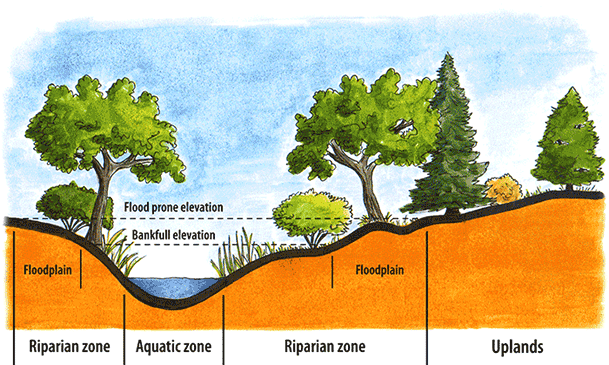 Flood prone elevation
Bankfull elevation
Floodplain
Floodplain
Riparian zone
Aquatic zone
Riparian zone
Uplands